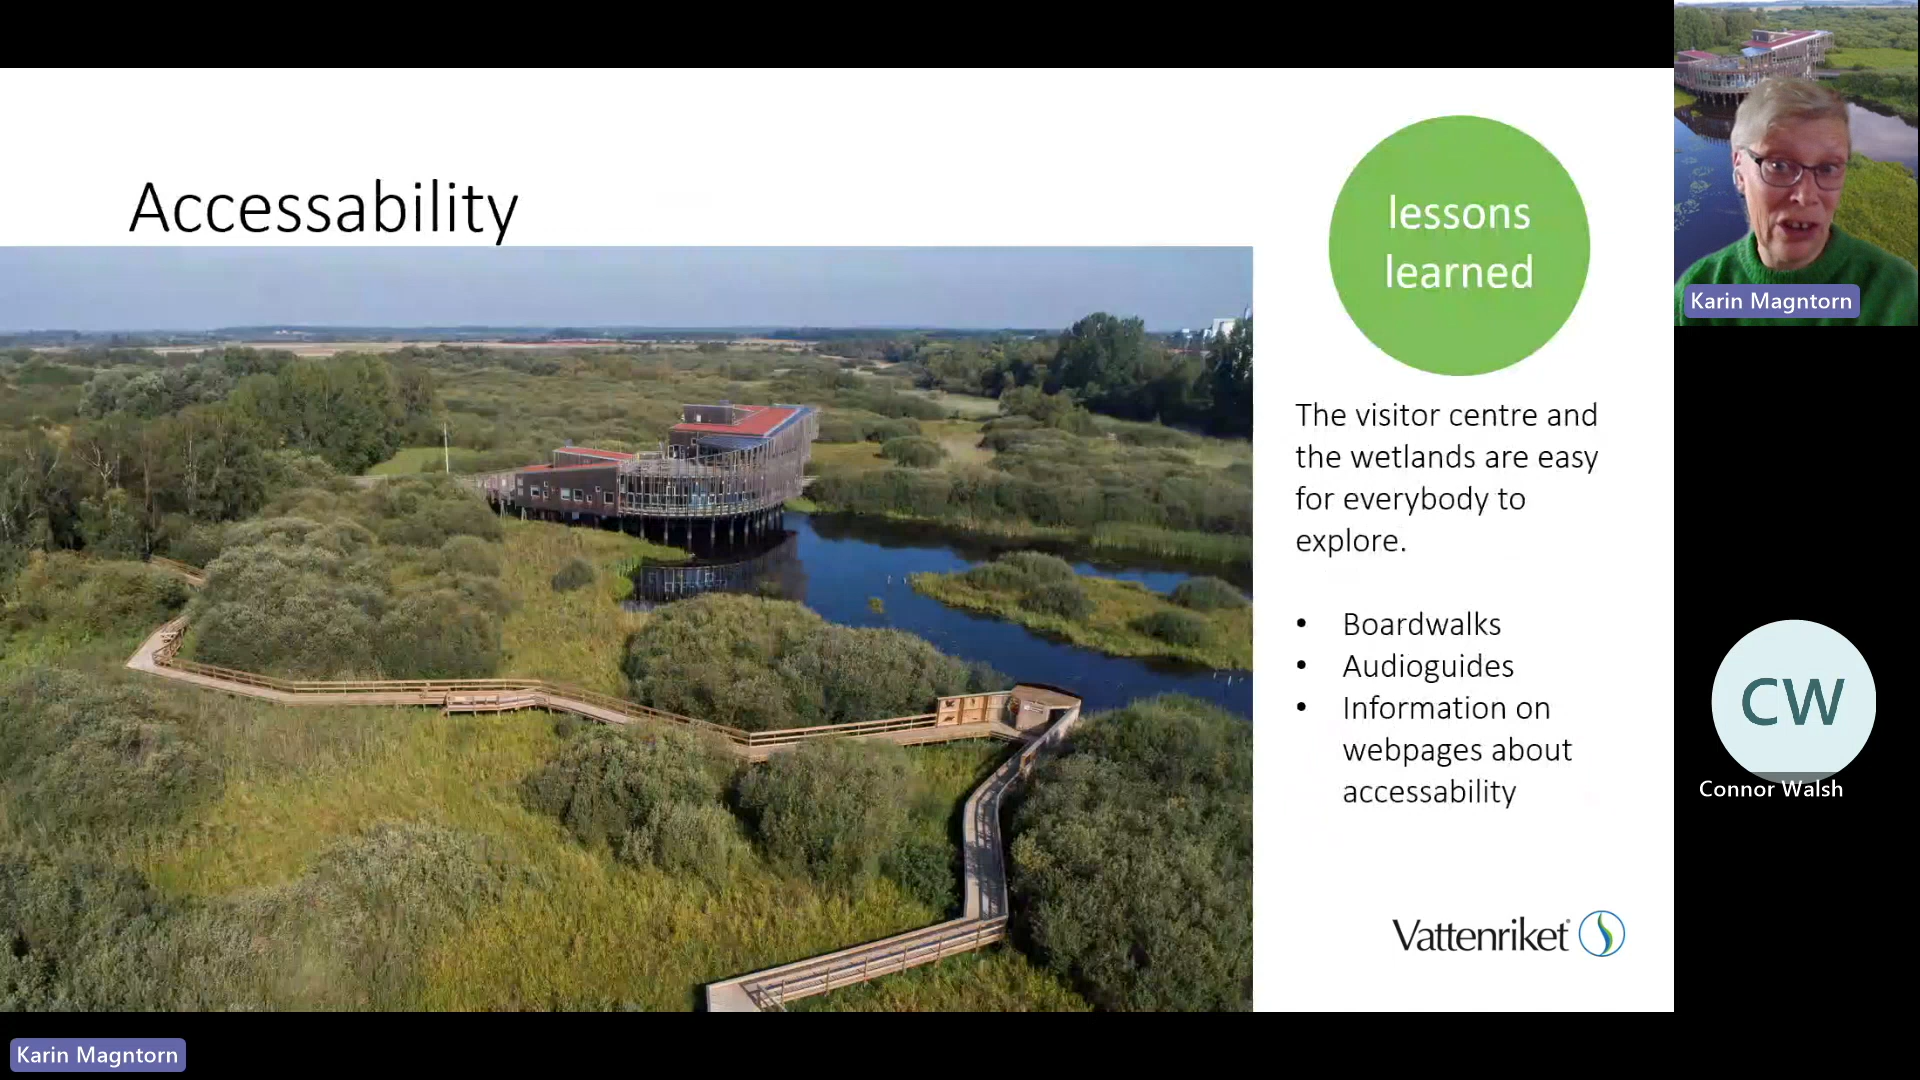 Accessability
lessons
learned
The visitor centre and
the wetlands are easy
for everybody to
explore.
• Boardwalks
• Audioguides
• Information on
webpages about
accessability
Vattenriket
Karin Magntorn
CW
Connor Walsh
Karin Magntorn